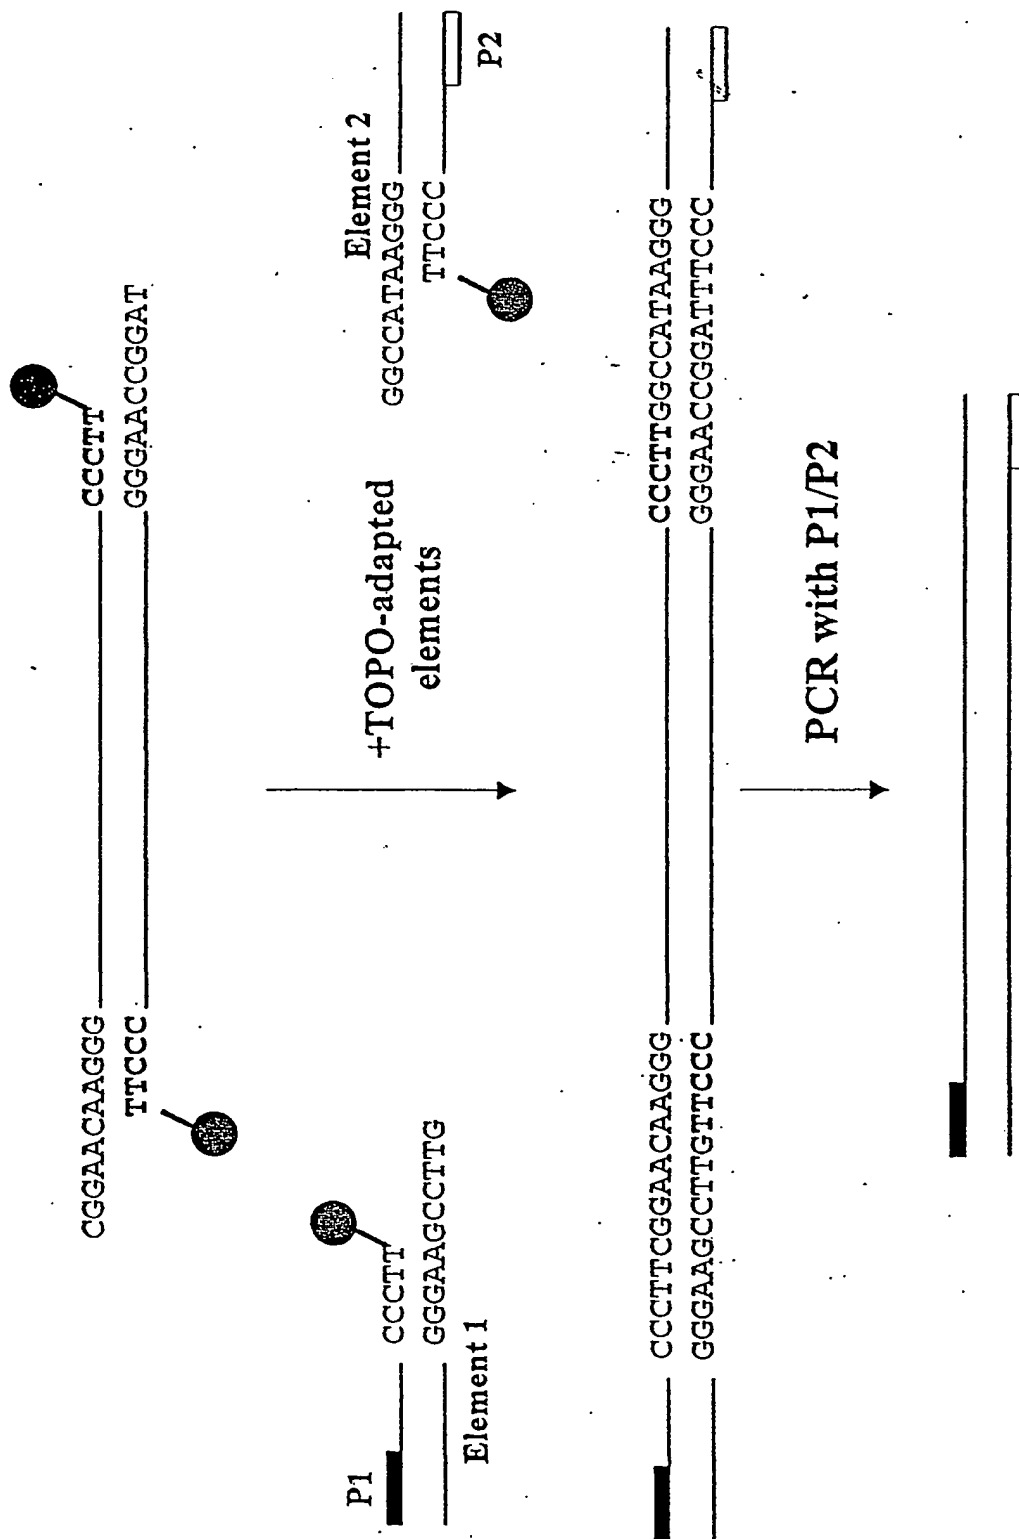 CGGAACAAGGG CCCTT
TTCCC GGGAACCGGAT
+TOPO-adapted
elements
P1 CCCTT
GGGAAGCCTTG
Element 1
Element 2
GGCCATAAGGG
TTCCC
P2
CCCTTCGGAACAAGGG CCCTTGGCCATAAGGG
GGGAAGCCTTGTTCCC GGGAACCGGATTTCCC
PCR with P1/P2